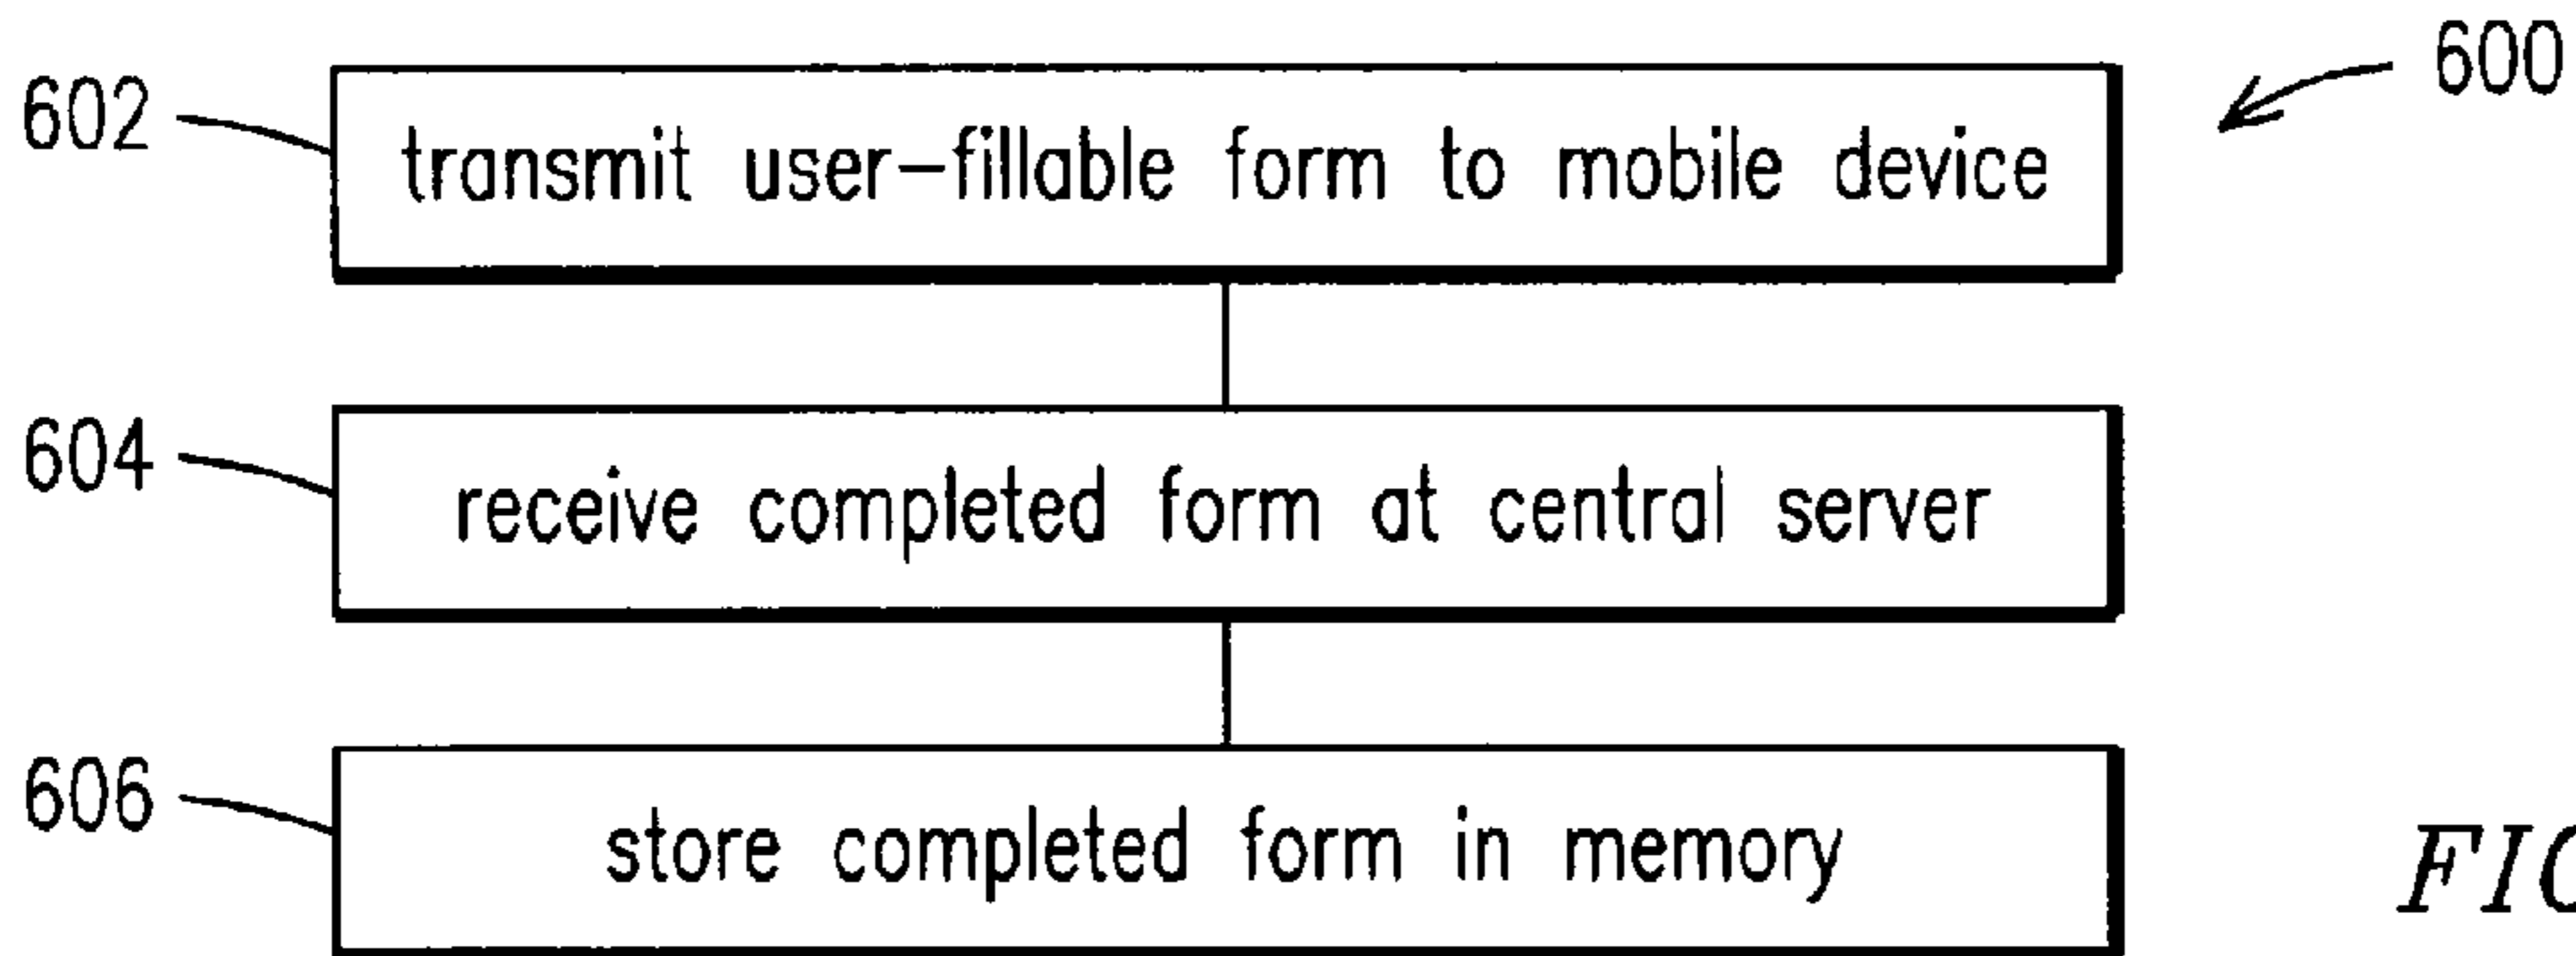 600
602 transmit user-fillable form to mobile device
604 receive completed form at central server
606 store completed form in memory